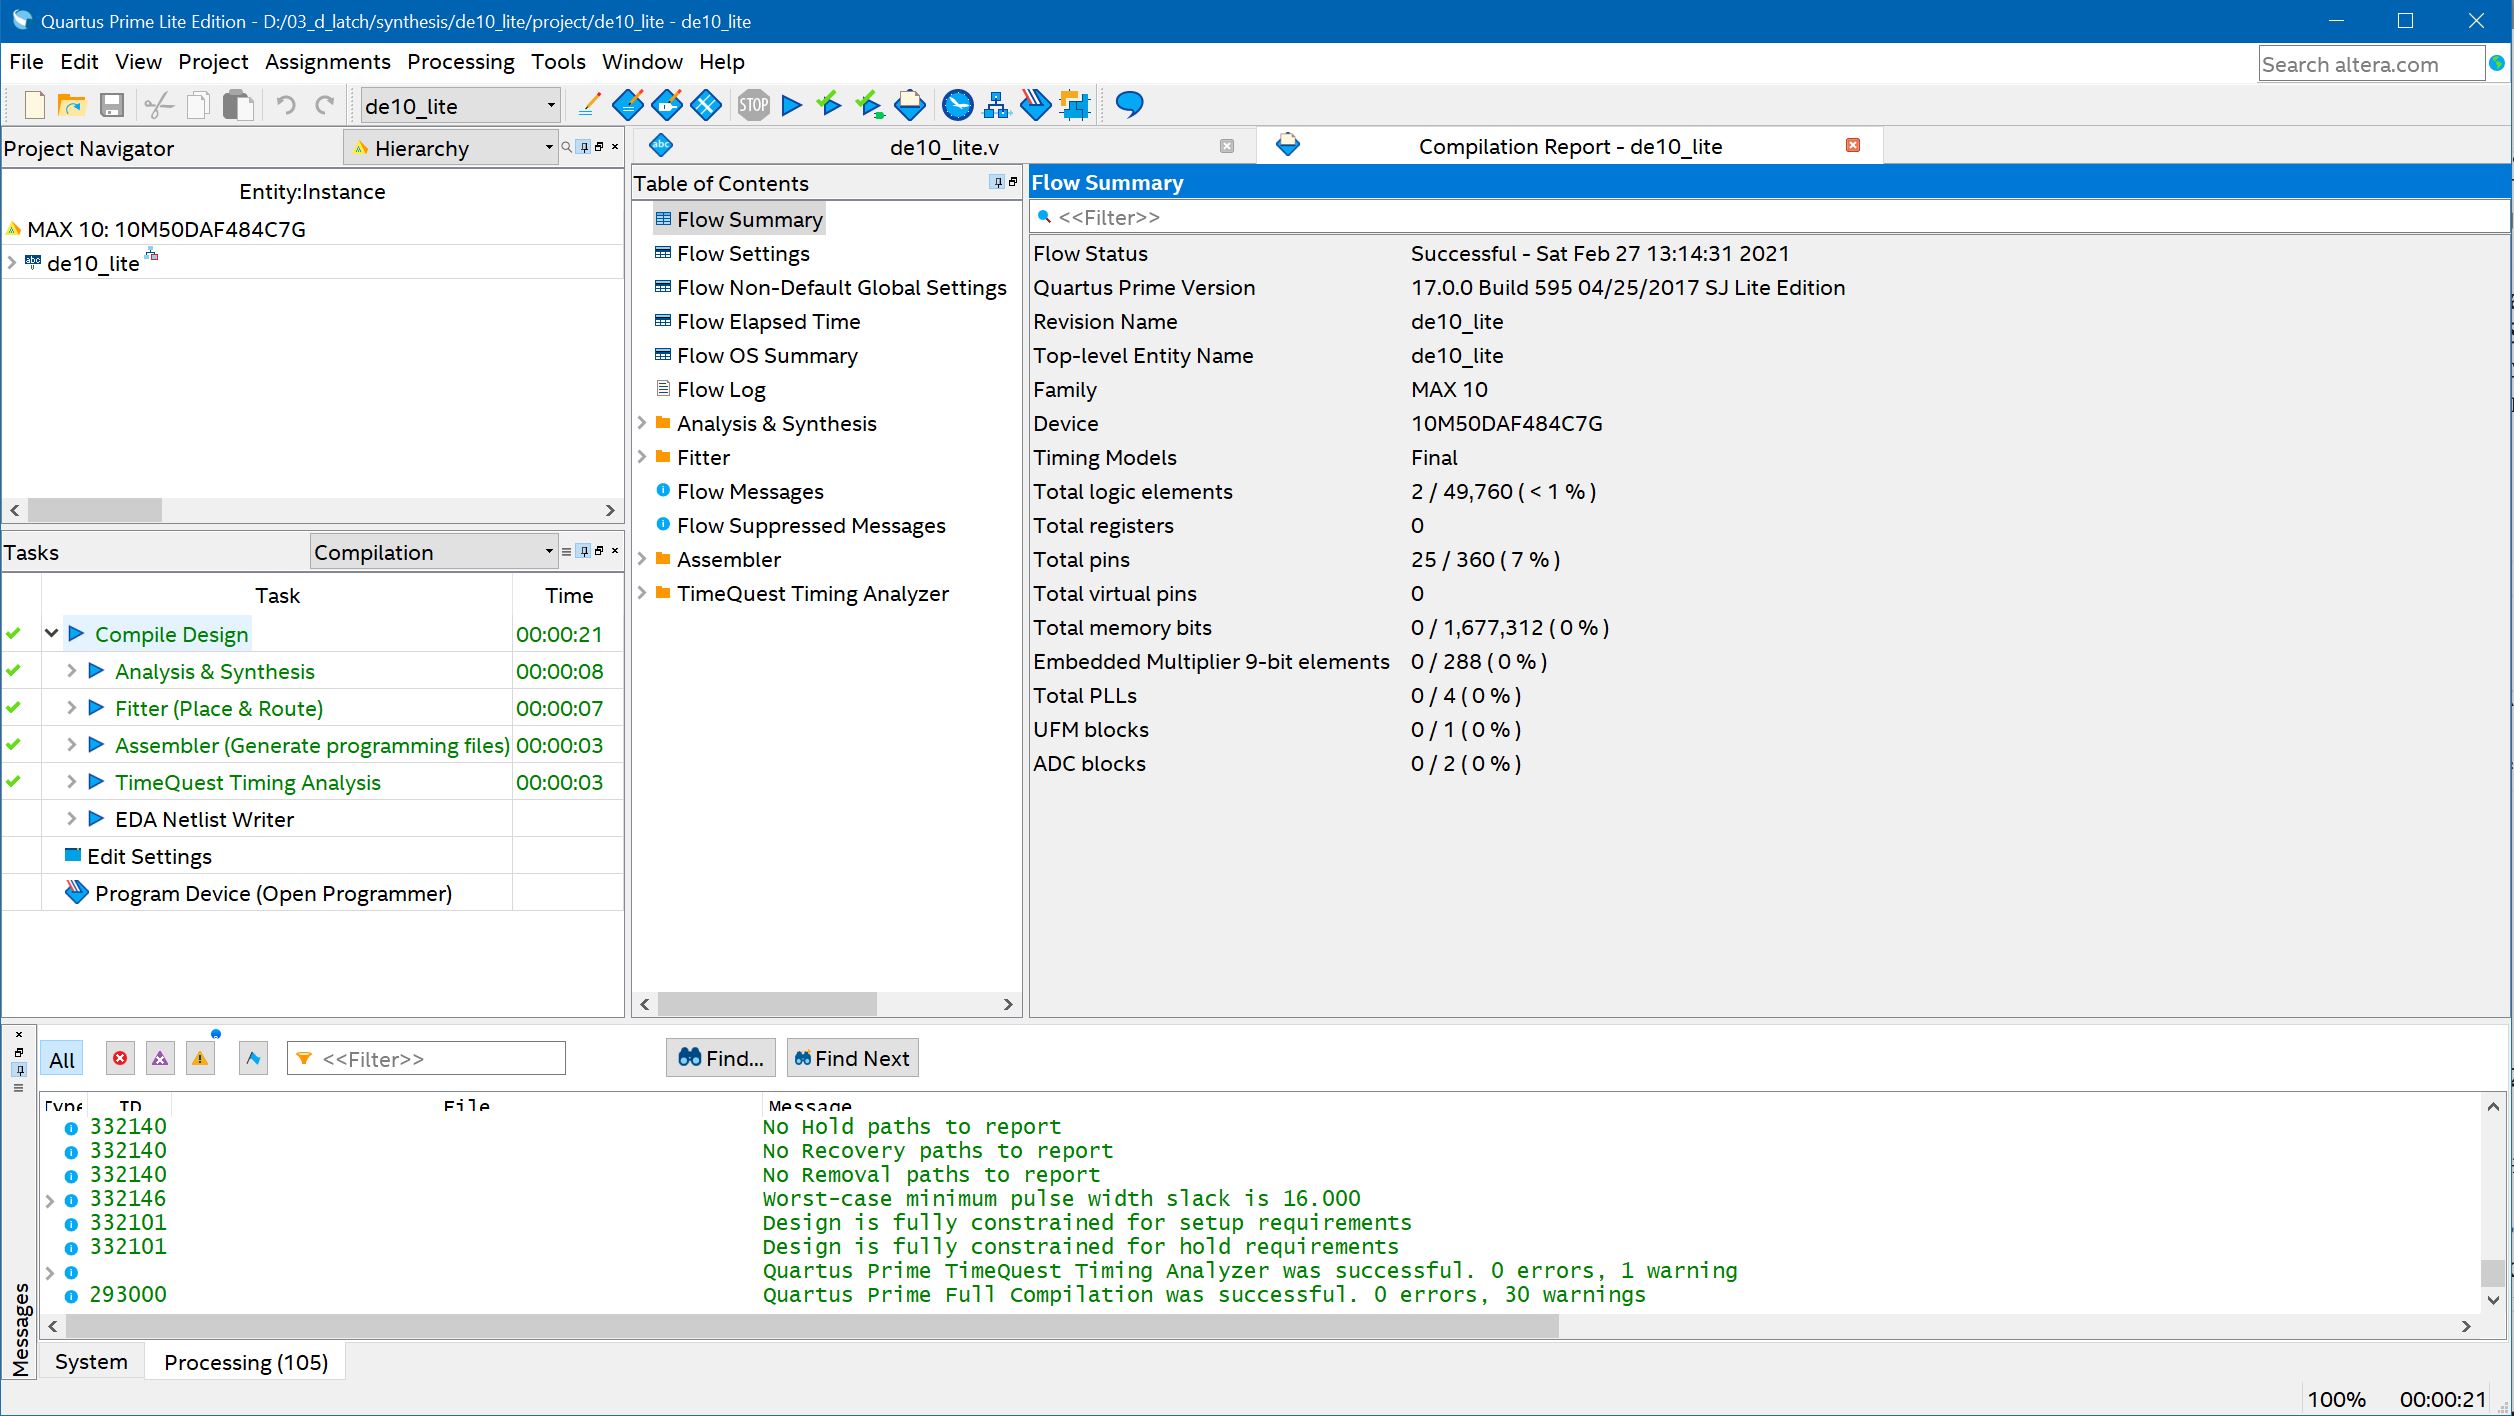 Quartus Prime Lite Edition - D:/03_d_latch/synthesis/de10_lite/project/de10_lite - de10_lite
File Edit View Project Assignments Processing Tools Window Help
Search altera.com
de10_lite
STOP
Project Navigator
Hierarchy
Entity:Instance
MAX 10: 10M50DAF484C7G
de10_lite
Tasks
Compilation
Task Time
Compile Design 00:00:21
Analysis & Synthesis 00:00:08
Fitter (Place & Route) 00:00:07
Assembler (Generate programming files) 00:00:03
TimeQuest Timing Analysis 00:00:03
EDA Netlist Writer
Edit Settings
Program Device (Open Programmer)
abc
de10_lite.v
Compilation Report - de10_lite
Table of Contents
Flow Summary
Flow Settings
Flow Non-Default Global Settings
Flow Elapsed Time
Flow OS Summary
Flow Log
Analysis & Synthesis
Fitter
Flow Messages
Flow Suppressed Messages
Assembler
TimeQuest Timing Analyzer
Flow Summary
<<Filter>>
Flow Status Successful - Sat Feb 27 13:14:31 2021
Quartus Prime Version 17.0.0 Build 595 04/25/2017 SJ Lite Edition
Revision Name de10_lite
Top-level Entity Name de10_lite
Family MAX 10
Device 10M50DAF484C7G
Timing Models Final
Total logic elements 2 / 49,760 ( < 1 % )
Total registers 0
Total pins 25 / 360 ( 7 % )
Total virtual pins 0
Total memory bits 0 / 1,677,312 ( 0 % )
Embedded Multiplier 9-bit elements 0 / 288 ( 0 % )
Total PLLs 0 / 4 ( 0 % )
UFM blocks 0 / 1 ( 0 % )
ADC blocks 0 / 2 ( 0 % )
Messages
All
<<Filter>>
Find...
Find Next
Type ID File Message
332140 No Hold paths to report
332140 No Recovery paths to report
332140 No Removal paths to report
332146 Worst-case minimum pulse width slack is 16.000
332101 Design is fully constrained for setup requirements
332101 Design is fully constrained for hold requirements
Quartus Prime TimeQuest Timing Analyzer was successful. 0 errors, 1 warning
293000 Quartus Prime Full Compilation was successful. 0 errors, 30 warnings
System
Processing (105)
100% 00:00:21